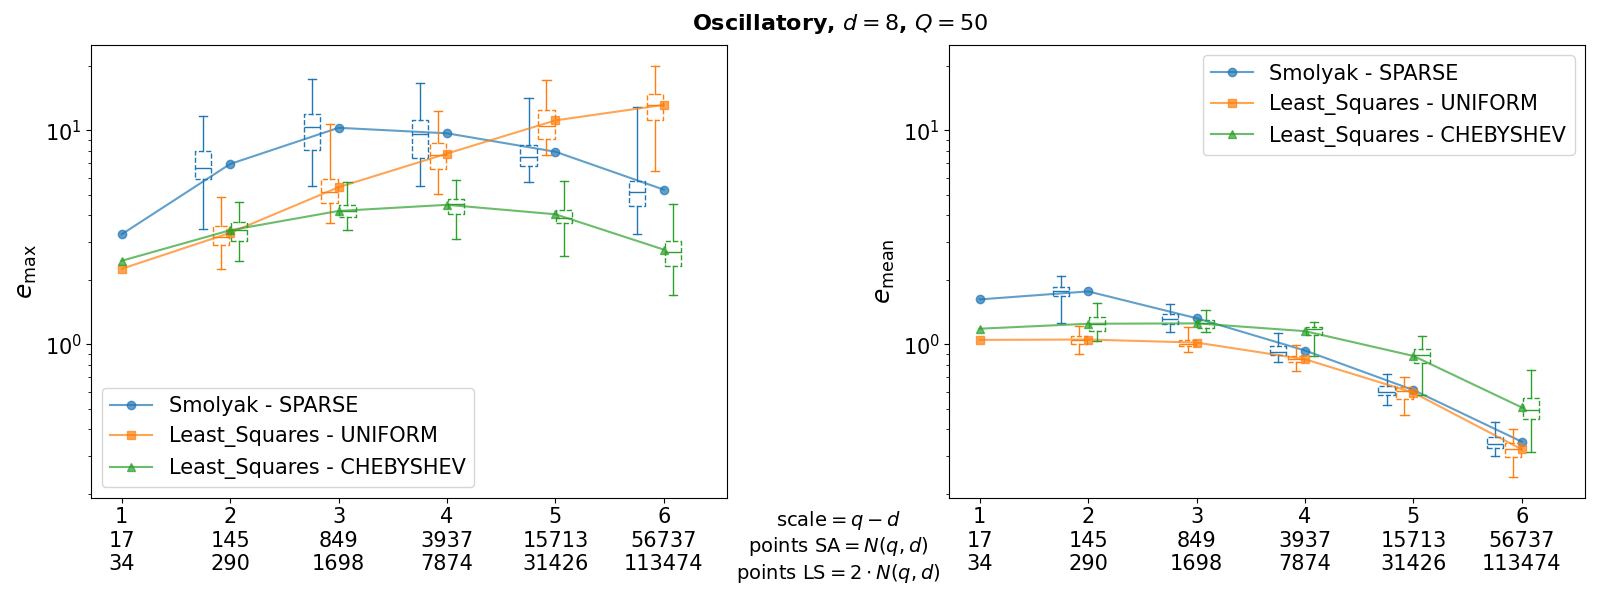 Oscillatory, d = 8, Q = 50
10¹
10⁰
e_max
Smolyak - SPARSE
Least_Squares - UNIFORM
Least_Squares - CHEBYSHEV
1 2 3 4 5 6
17 145 849 3937 15713 56737
34 290 1698 7874 31426 113474
scale = q − d
points SA = N(q, d)
points LS = 2 · N(q, d)
10¹
10⁰
e_mean
Smolyak - SPARSE
Least_Squares - UNIFORM
Least_Squares - CHEBYSHEV
1 2 3 4 5 6
17 145 849 3937 15713 56737
34 290 1698 7874 31426 113474